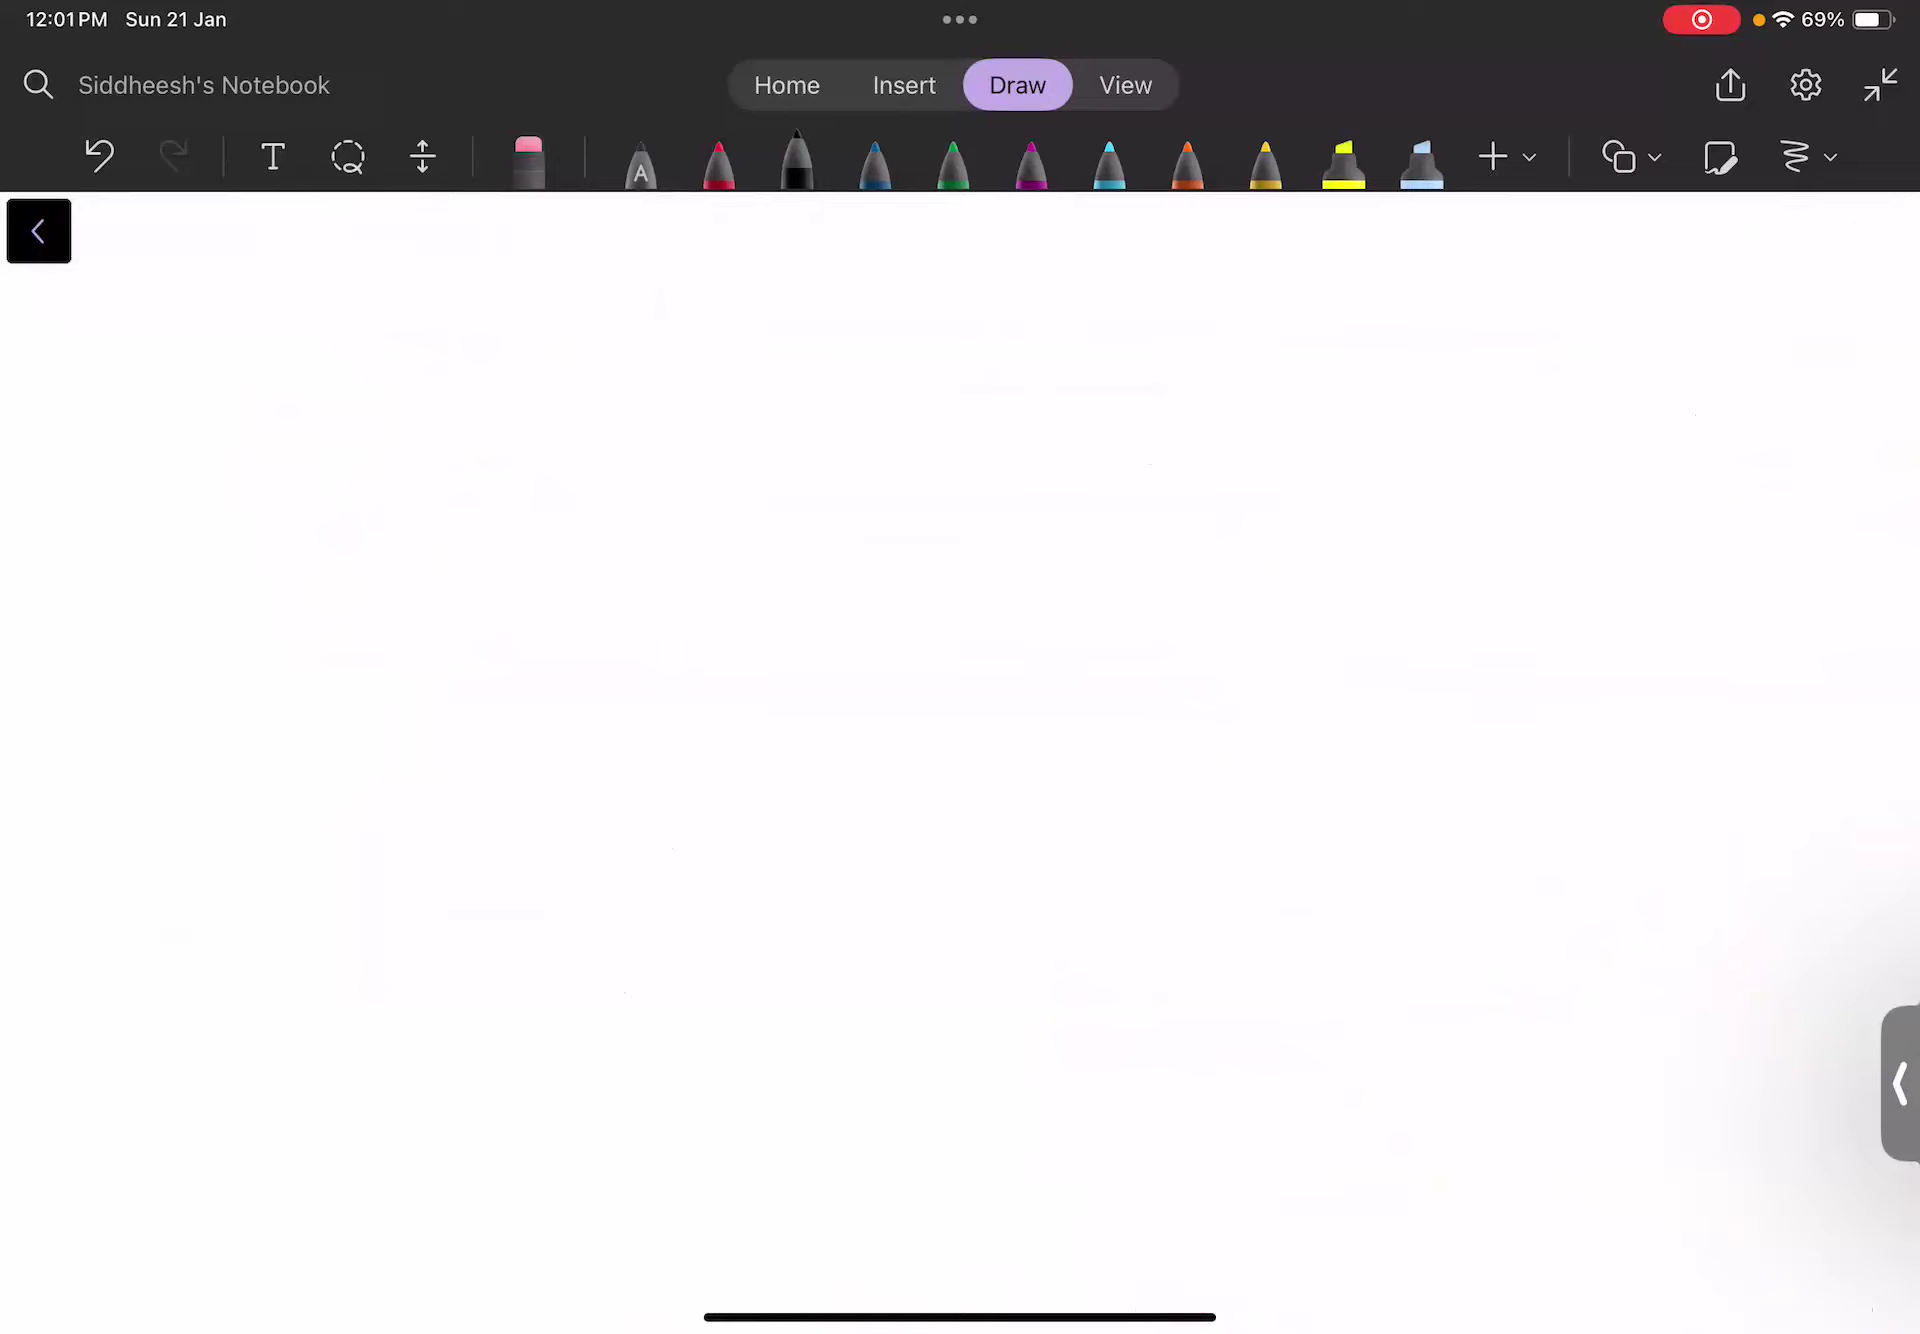 12:01 PM Sun 21 Jan
69%
Siddheesh's Notebook
Home Insert Draw View
T
A